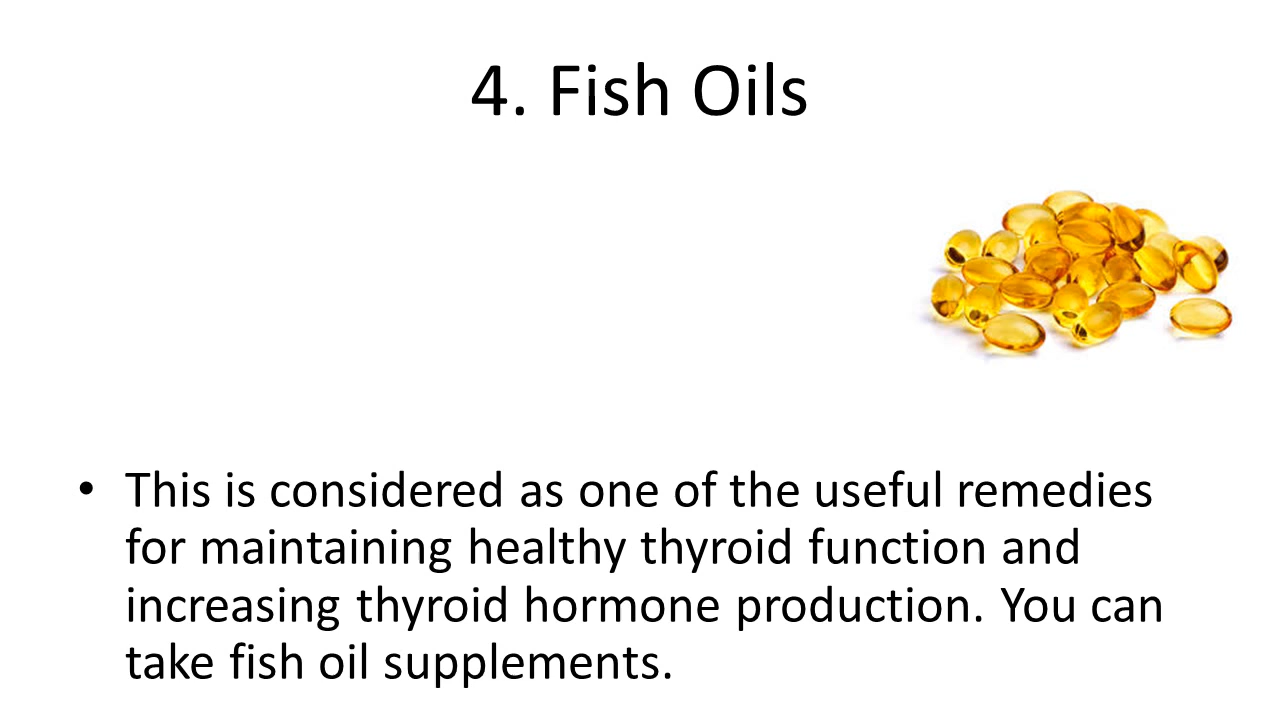 4. Fish Oils
• This is considered as one of the useful remedies
for maintaining healthy thyroid function and
increasing thyroid hormone production. You can
take fish oil supplements.